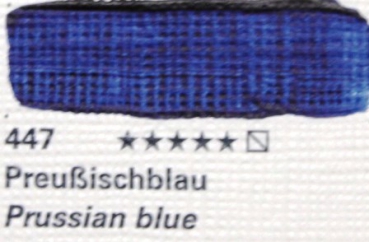 447 ★★★★★ ⍂
Preußischblau
Prussian blue